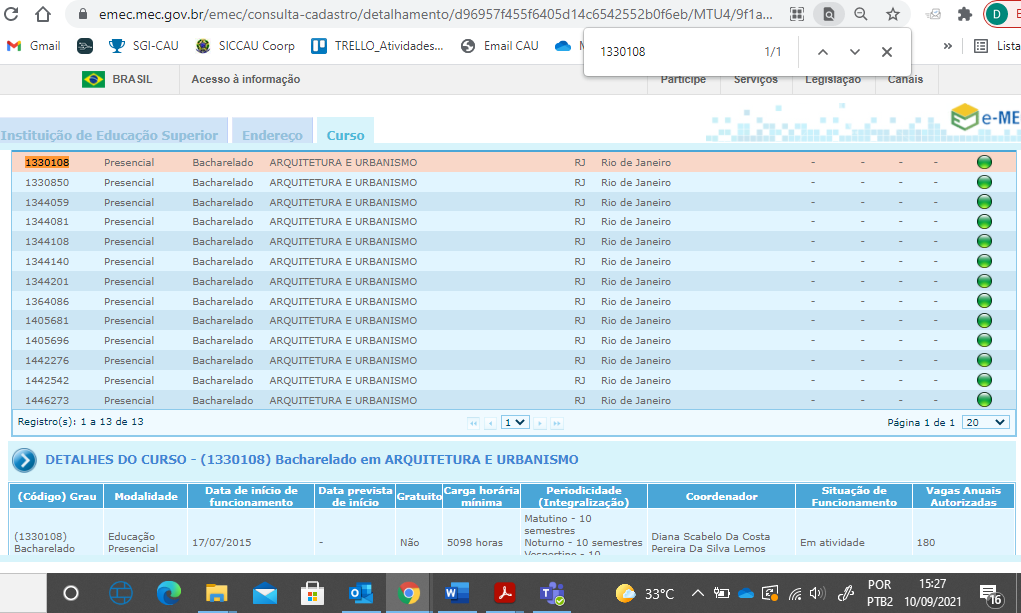 emec.mec.gov.br/emec/consulta-cadastro/detalhamento/d96957f455f6405d14c6542552b0f6eb/MTU4/9f1a...
D
Gmail SGI-CAU SICCAU Coorp TRELLO_Atividades... Email CAU » Lista
1330108 1/1
BRASIL Acesso à informação Participe Serviços Legislação Canais
Instituição de Educação Superior Endereço Curso e-ME
1330108 Presencial Bacharelado ARQUITETURA E URBANISMO RJ Rio de Janeiro - - - -
1330850 Presencial Bacharelado ARQUITETURA E URBANISMO RJ Rio de Janeiro - - - -
1344059 Presencial Bacharelado ARQUITETURA E URBANISMO RJ Rio de Janeiro - - - -
1344081 Presencial Bacharelado ARQUITETURA E URBANISMO RJ Rio de Janeiro - - - -
1344108 Presencial Bacharelado ARQUITETURA E URBANISMO RJ Rio de Janeiro - - - -
1344140 Presencial Bacharelado ARQUITETURA E URBANISMO RJ Rio de Janeiro - - - -
1344201 Presencial Bacharelado ARQUITETURA E URBANISMO RJ Rio de Janeiro - - - -
1364086 Presencial Bacharelado ARQUITETURA E URBANISMO RJ Rio de Janeiro - - - -
1405681 Presencial Bacharelado ARQUITETURA E URBANISMO RJ Rio de Janeiro - - - -
1405696 Presencial Bacharelado ARQUITETURA E URBANISMO RJ Rio de Janeiro - - - -
1442276 Presencial Bacharelado ARQUITETURA E URBANISMO RJ Rio de Janeiro - - - -
1442542 Presencial Bacharelado ARQUITETURA E URBANISMO RJ Rio de Janeiro - - - -
1446273 Presencial Bacharelado ARQUITETURA E URBANISMO RJ Rio de Janeiro - - - -
Registro(s): 1 a 13 de 13 1 Página 1 de 1 20
DETALHES DO CURSO - (1330108) Bacharelado em ARQUITETURA E URBANISMO
(Código) Grau
Modalidade
Data de início de
funcionamento
Data prevista
de início
Gratuito
Carga horária
mínima
Periodicidade
(Integralização)
Coordenador
Situação de
Funcionamento
Vagas Anuais
Autorizadas
(1330108)
Bacharelado
Educação
Presencial
17/07/2015
-
Não
5098 horas
Matutino - 10
semestres
Noturno - 10 semestres
Vespertino - 10
Diana Scabelo Da Costa
Pereira Da Silva Lemos
Em atividade
180
33°C
POR
PTB2
15:27
10/09/2021
16